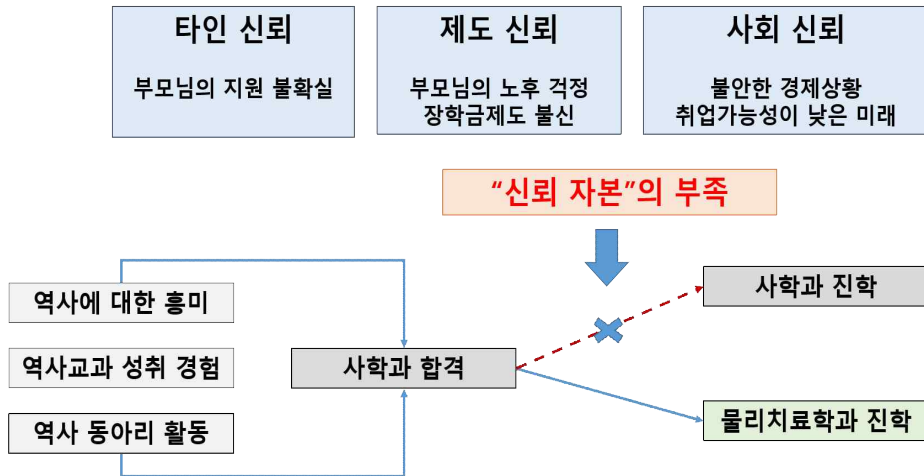 타인 신뢰
부모님의 지원 불확실
제도 신뢰
부모님의 노후 걱정
장학금제도 불신
사회 신뢰
불안한 경제상황
취업가능성이 낮은 미래
“신뢰 자본”의 부족
역사에 대한 흥미
역사교과 성취 경험
역사 동아리 활동
사학과 합격
사학과 진학
물리치료학과 진학